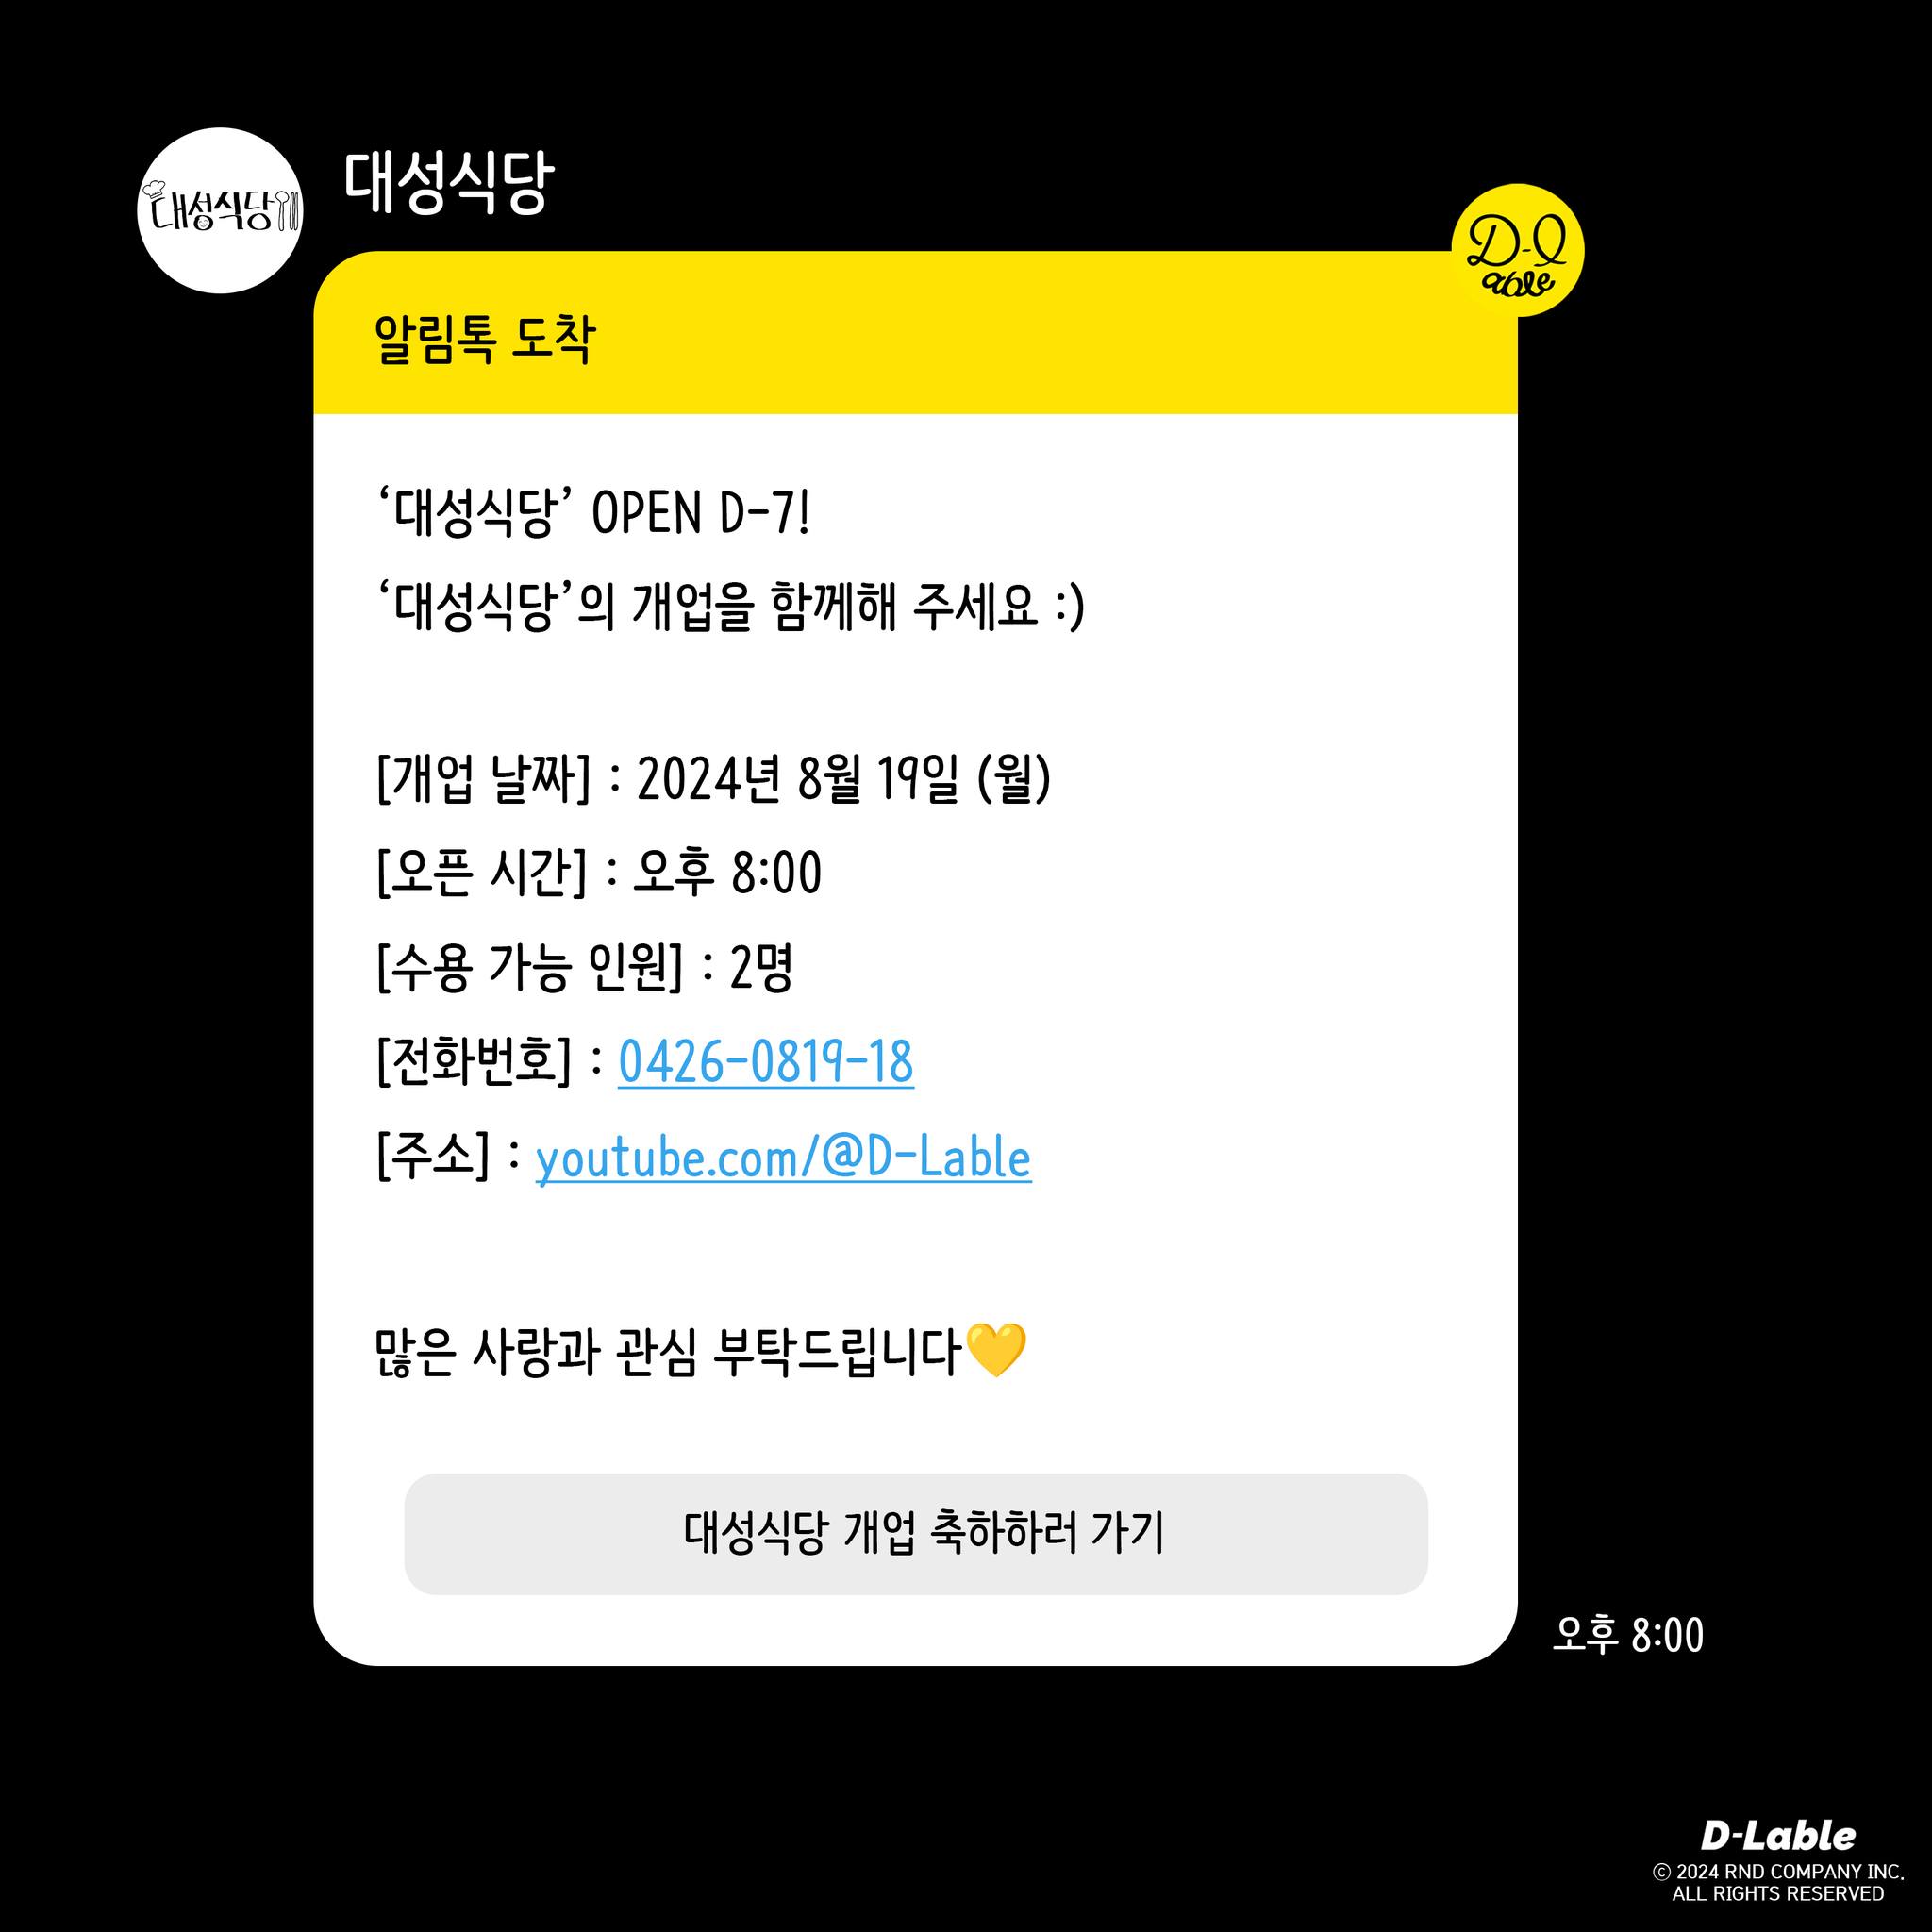 대성식당
대성식당
D-L
able
알림톡 도착
‘대성식당’ OPEN D-7!
‘대성식당’의 개업을 함께해 주세요 :)
[개업 날짜] : 2024년 8월 19일 (월)
[오픈 시간] : 오후 8:00
[수용 가능 인원] : 2명
[전화번호] : 0426-0819-18
[주소] : youtube.com/@D-Lable
많은 사랑과 관심 부탁드립니다💛
대성식당 개업 축하하러 가기
오후 8:00
D-Lable
ⓒ 2024 RND COMPANY INC.
ALL RIGHTS RESERVED